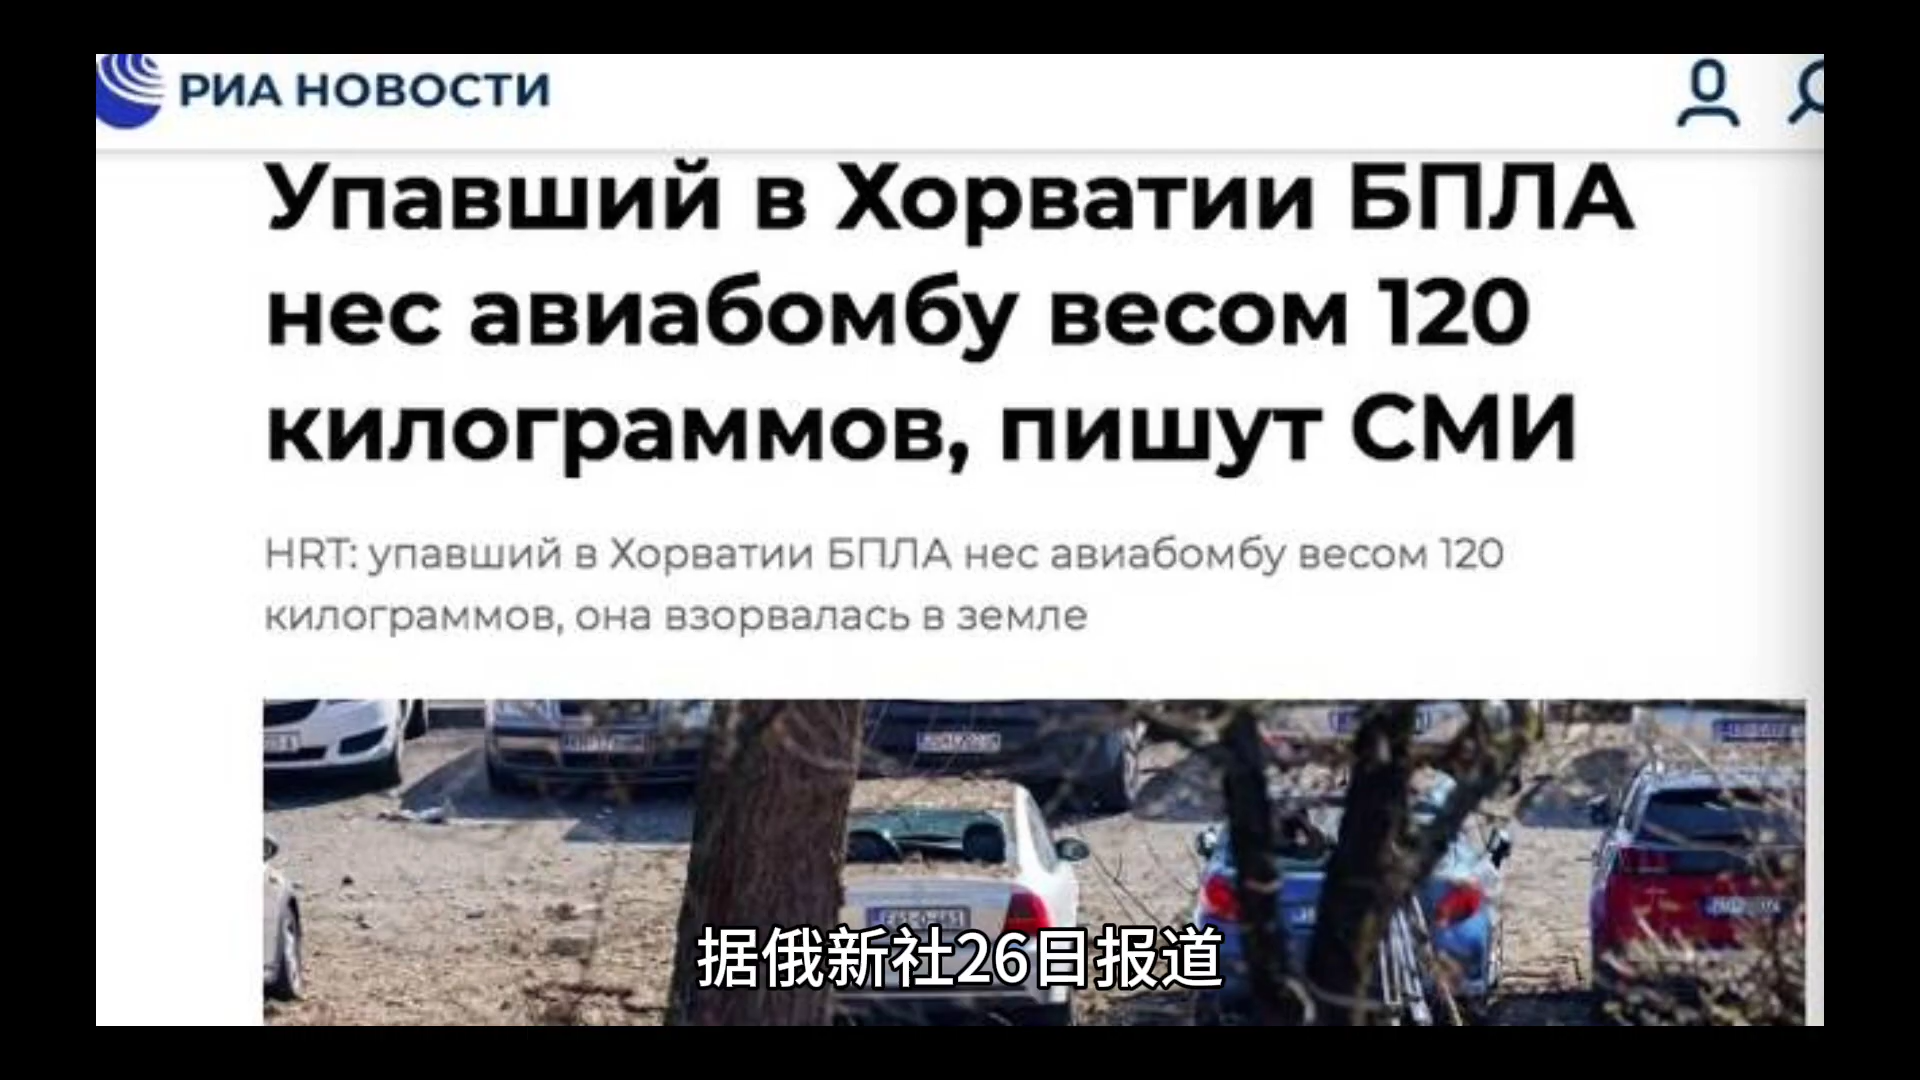 РИА НОВОСТИ
Упавший в Хорватии БПЛА
нес авиабомбу весом 120
килограммов, пишут СМИ
HRT: упавший в Хорватии БПЛА нес авиабомбу весом 120
килограммов, она взорвалась в земле
据俄新社26日报道